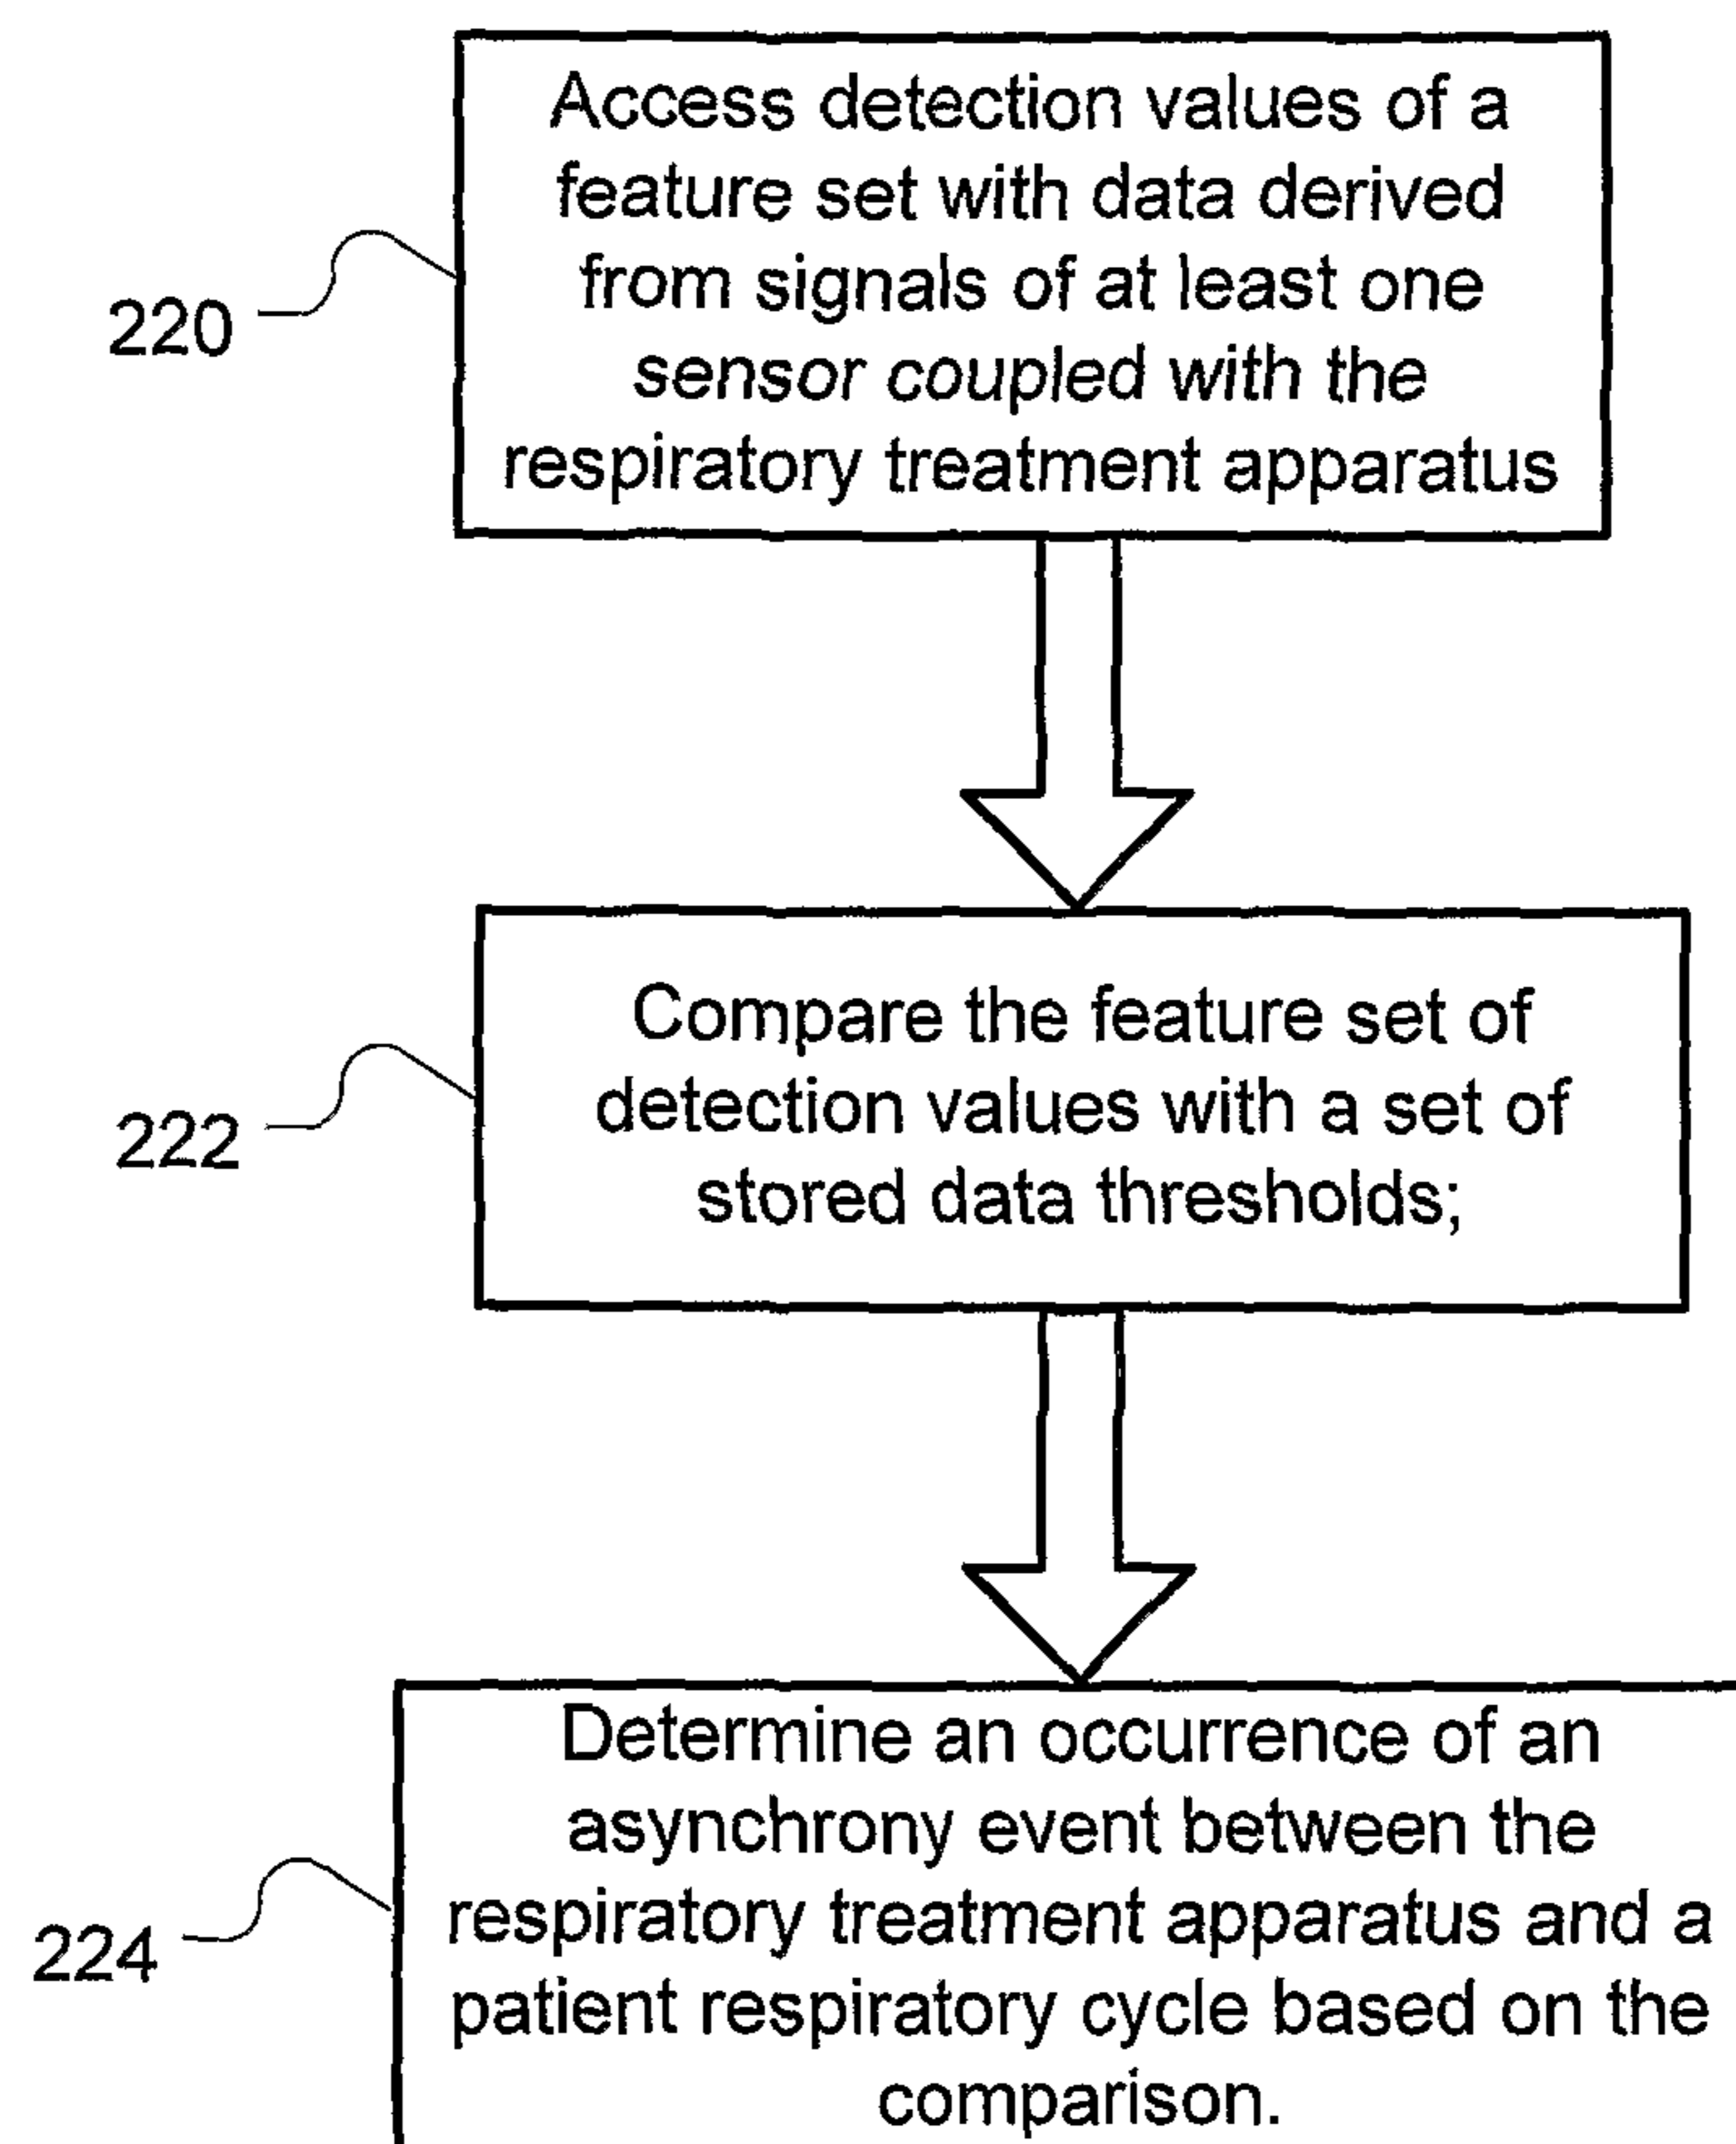 Access detection values of a
feature set with data derived
from signals of at least one
sensor coupled with the
respiratory treatment apparatus
220
Compare the feature set of
detection values with a set of
stored data thresholds;
222
Determine an occurrence of an
asynchrony event between the
respiratory treatment apparatus and a
patient respiratory cycle based on the
comparison.
224